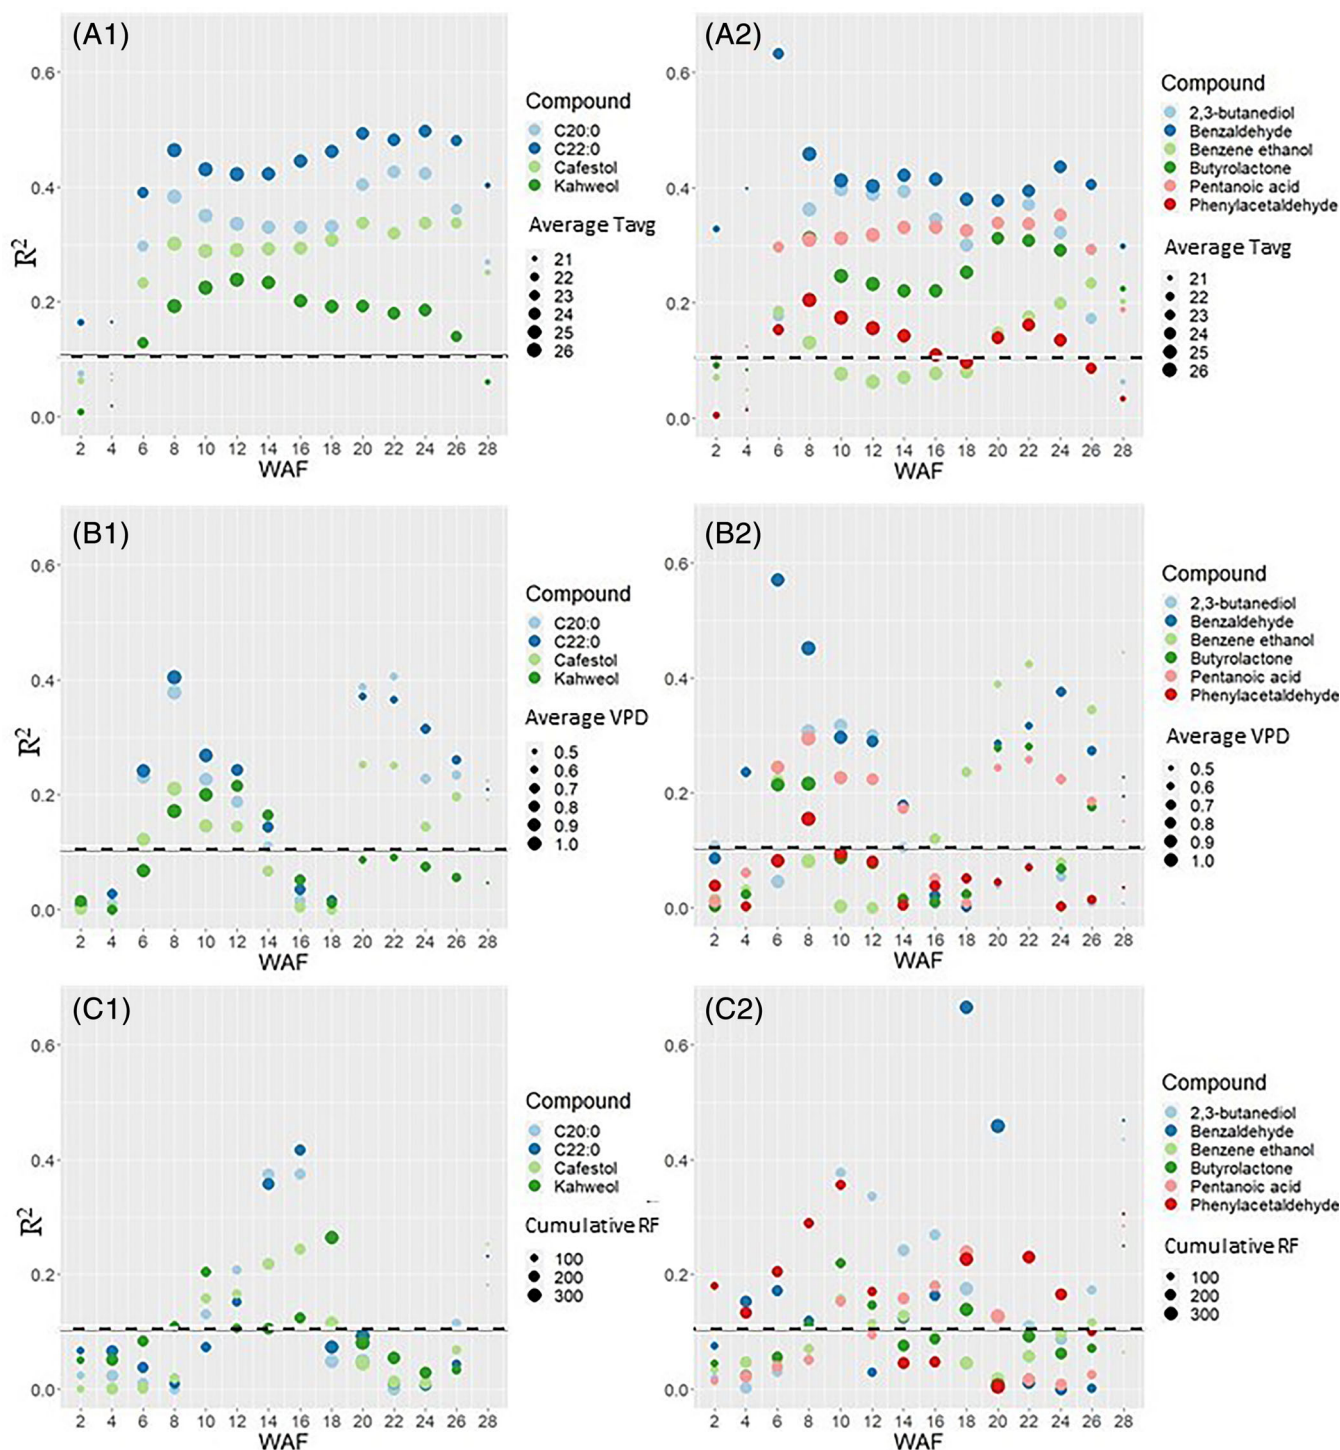 (A1)
0.6
0.4
R²
0.2
0.0
2 4 6 8 10 12 14 16 18 20 22 24 26 28
WAF
Compound
C20:0
C22:0
Cafestol
Kahweol
Average Tavg
21
22
23
24
25
26
(A2)
0.6
0.4
0.2
0.0
2 4 6 8 10 12 14 16 18 20 22 24 26 28
WAF
Compound
2,3-butanediol
Benzaldehyde
Benzene ethanol
Butyrolactone
Pentanoic acid
Phenylacetaldehyde
Average Tavg
21
22
23
24
25
26
(B1)
0.6
0.4
R²
0.2
0.0
2 4 6 8 10 12 14 16 18 20 22 24 26 28
WAF
Compound
C20:0
C22:0
Cafestol
Kahweol
Average VPD
0.5
0.6
0.7
0.8
0.9
1.0
(B2)
0.6
0.4
0.2
0.0
2 4 6 8 10 12 14 16 18 20 22 24 26 28
WAF
Compound
2,3-butanediol
Benzaldehyde
Benzene ethanol
Butyrolactone
Pentanoic acid
Phenylacetaldehyde
Average VPD
0.5
0.6
0.7
0.8
0.9
1.0
(C1)
0.6
0.4
R²
0.2
0.0
2 4 6 8 10 12 14 16 18 20 22 24 26 28
WAF
Compound
C20:0
C22:0
Cafestol
Kahweol
Cumulative RF
100
200
300
(C2)
0.6
0.4
0.2
0.0
2 4 6 8 10 12 14 16 18 20 22 24 26 28
WAF
Compound
2,3-butanediol
Benzaldehyde
Benzene ethanol
Butyrolactone
Pentanoic acid
Phenylacetaldehyde
Cumulative RF
100
200
300